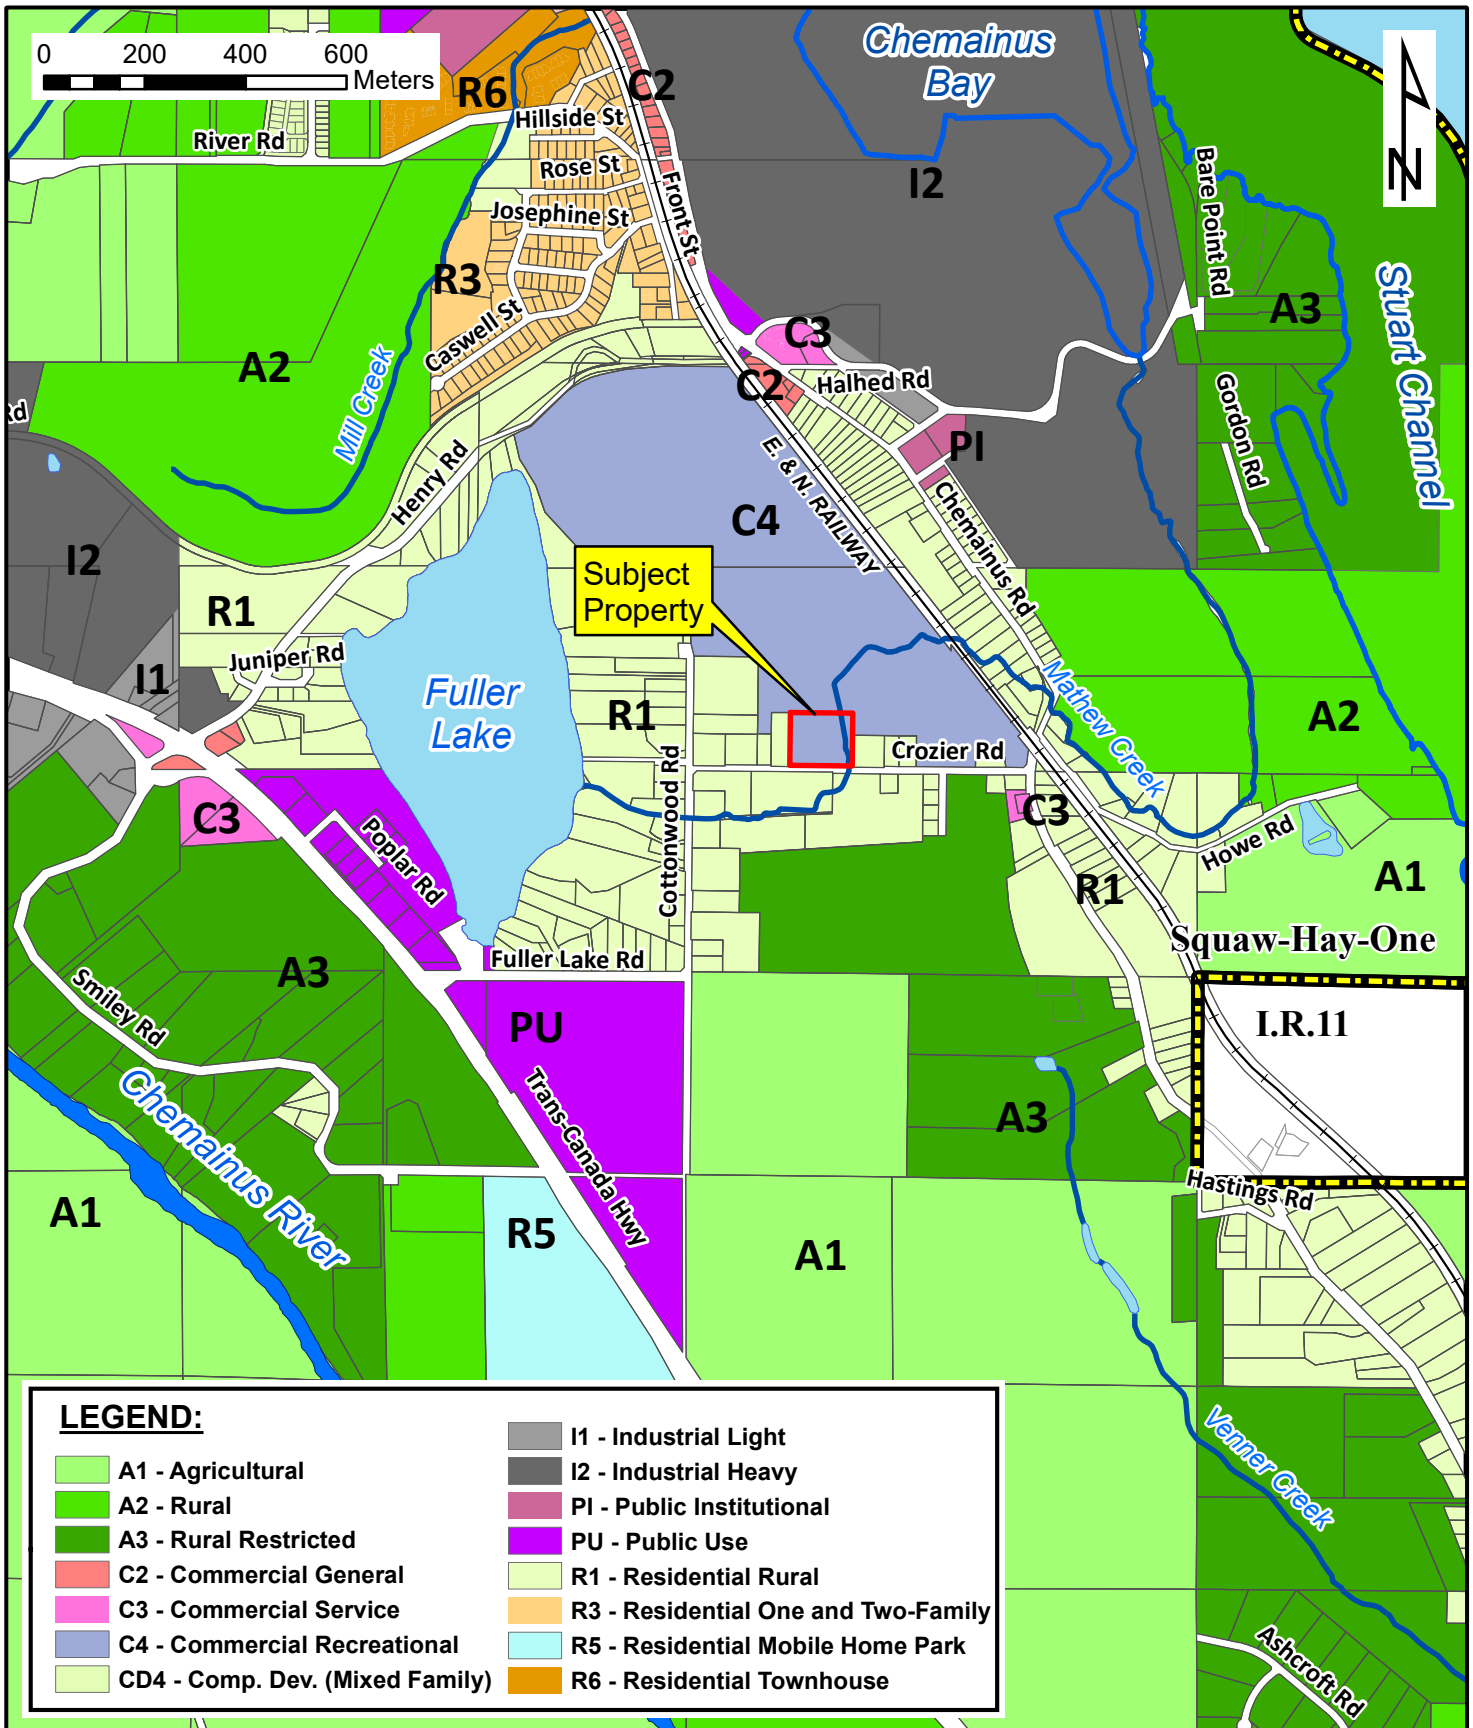 0 200 400 600
Meters
Chemainus
Bay
N
C2
R6
Hillside St
River Rd
Rose St
Bare Point Rd
I2
Front St
Josephine St
R3
Stuart Channel
A3
Caswell St
C3
A2
Mill Creek
C2
Halhed Rd
Gordon Rd
Rd
PI
Henry Rd
E. & N. RAILWAY
Chemainus Rd
C4
I2
Subject
Property
R1
Juniper Rd
I1
Mathew Creek
Fuller
Lake
R1
A2
Crozier Rd
Cottonwood Rd
C3
C3
Poplar Rd
Howe Rd
A1
R1
Squaw-Hay-One
Fuller Lake Rd
A3
Smiley Rd
PU
I.R.11
Trans-Canada Hwy
Chemainus River
A3
Hastings Rd
A1
R5
A1
Venner Creek
Ashcroft Rd
LEGEND:
A1 - Agricultural
A2 - Rural
A3 - Rural Restricted
C2 - Commercial General
C3 - Commercial Service
C4 - Commercial Recreational
CD4 - Comp. Dev. (Mixed Family)
I1 - Industrial Light
I2 - Industrial Heavy
PI - Public Institutional
PU - Public Use
R1 - Residential Rural
R3 - Residential One and Two-Family
R5 - Residential Mobile Home Park
R6 - Residential Townhouse